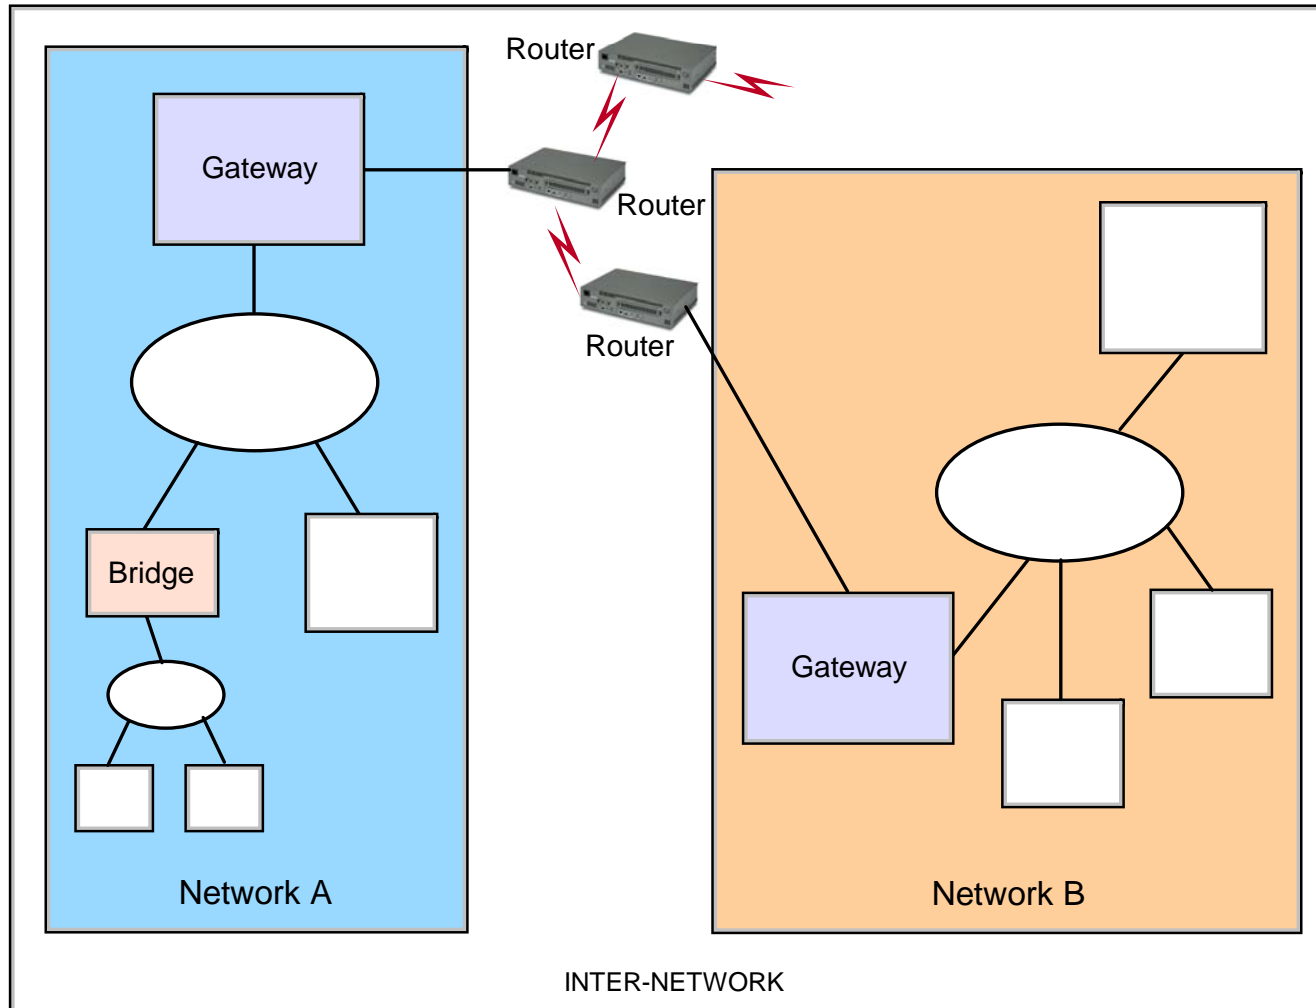 Router
Gateway
Router
Router
Bridge
Gateway
Network A
Network B
INTER-NETWORK